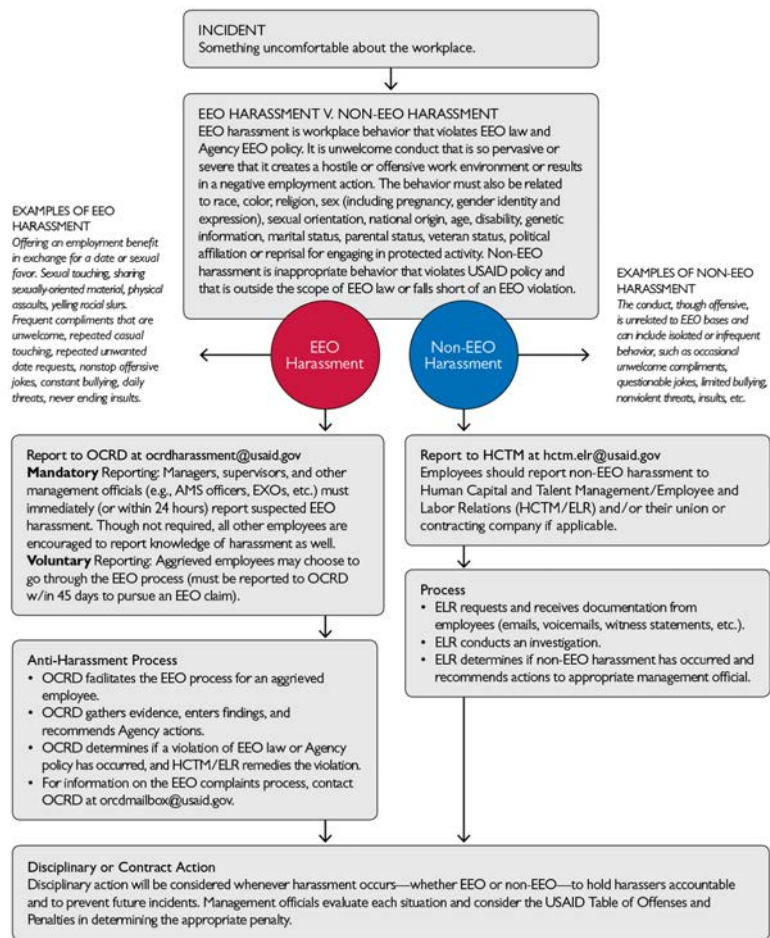 INCIDENT
Something uncomfortable about the workplace.
EEO HARASSMENT V. NON-EEO HARASSMENT
EEO harassment is workplace behavior that violates EEO law and
Agency EEO policy. It is unwelcome conduct that is so pervasive or
severe that it creates a hostile or offensive work environment or results
in a negative employment action. The behavior must also be related
to race, color, religion, sex (including pregnancy, gender identity and
expression), sexual orientation, national origin, age, disability, genetic
information, marital status, parental status, veteran status, political
affiliation or reprisal for engaging in protected activity. Non-EEO
harassment is inappropriate behavior that violates USAID policy and
that is outside the scope of EEO law or falls short of an EEO violation.
EXAMPLES OF EEO
HARASSMENT
Offering an employment benefit
in exchange for a date or sexual
favor. Sexual touching, sharing
sexually-oriented material, physical
assaults, yelling racial slurs.
Frequent compliments that are
unwelcome, repeated casual
touching, repeated unwanted
date requests, nonstop offensive
jokes, constant bullying, daily
threats, never ending insults.
EEO
Harassment
Non-EEO
Harassment
EXAMPLES OF NON-EEO
HARASSMENT
The conduct, though offensive,
is unrelated to EEO bases and
can include isolated or infrequent
behavior, such as occasional
unwelcome compliments,
questionable jokes, limited bullying,
nonviolent threats, insults, etc.
Report to OCRD at ocrdharassment@usaid.gov
Mandatory Reporting: Managers, supervisors, and other
management officials (e.g., AMS officers, EXOs, etc.) must
immediately (or within 24 hours) report suspected EEO
harassment. Though not required, all other employees are
encouraged to report knowledge of harassment as well.
Voluntary Reporting: Aggrieved employees may choose to
go through the EEO process (must be reported to OCRD
w/in 45 days to pursue an EEO claim).
Report to HCTM at hctm.elr@usaid.gov
Employees should report non-EEO harassment to
Human Capital and Talent Management/Employee and
Labor Relations (HCTM/ELR) and/or their union or
contracting company if applicable.
Anti-Harassment Process
• OCRD facilitates the EEO process for an aggrieved
employee.
• OCRD gathers evidence, enters findings, and
recommends Agency actions.
• OCRD determines if a violation of EEO law or Agency
policy has occurred, and HCTM/ELR remedies the violation.
• For information on the EEO complaints process, contact
OCRD at orcdmailbox@usaid.gov.
Process
• ELR requests and receives documentation from
employees (emails, voicemails, witness statements, etc.).
• ELR conducts an investigation.
• ELR determines if non-EEO harassment has occurred and
recommends actions to appropriate management official.
Disciplinary or Contract Action
Disciplinary action will be considered whenever harassment occurs—whether EEO or non-EEO—to hold harassers accountable
and to prevent future incidents. Management officials evaluate each situation and consider the USAID Table of Offenses and
Penalties in determining the appropriate penalty.